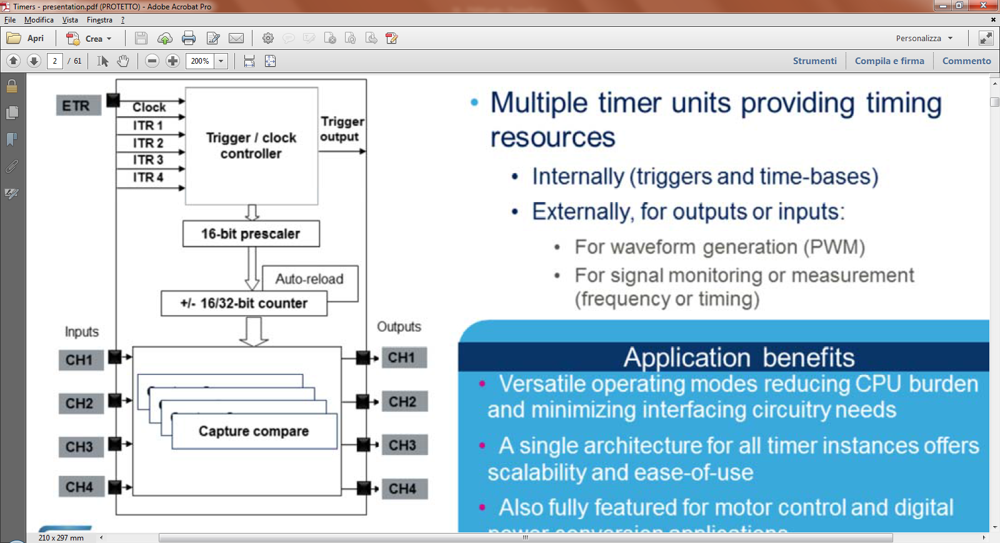 Timers - presentation.pdf (PROTETTO) - Adobe Acrobat Pro
File Modifica Vista Finestra ?
Apri Crea Personalizza
2 / 61 200% Strumenti Compila e firma Commento
ETR
Clock
ITR 1
ITR 2
ITR 3
ITR 4
Trigger / clock
controller
Trigger
output
16-bit prescaler
Auto-reload
+/- 16/32-bit counter
Inputs
Outputs
CH1
CH2
CH3
CH4
Capture compare
CH1
CH2
CH3
CH4
• Multiple timer units providing timing
resources
• Internally (triggers and time-bases)
• Externally, for outputs or inputs:
• For waveform generation (PWM)
• For signal monitoring or measurement
(frequency or timing)
Application benefits
• Versatile operating modes reducing CPU burden
and minimizing interfacing circuitry needs
• A single architecture for all timer instances offers
scalability and ease-of-use
• Also fully featured for motor control and digital
power conversion applications
210 x 297 mm